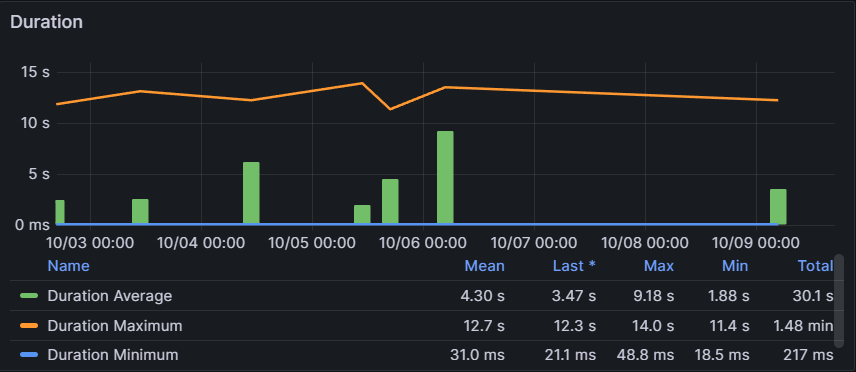 Duration
15 s
10 s
5 s
0 ms
10/03 00:00 10/04 00:00 10/05 00:00 10/06 00:00 10/07 00:00 10/08 00:00 10/09 00:00
Name Mean Last * Max Min Total
Duration Average 4.30 s 3.47 s 9.18 s 1.88 s 30.1 s
Duration Maximum 12.7 s 12.3 s 14.0 s 11.4 s 1.48 min
Duration Minimum 31.0 ms 21.1 ms 48.8 ms 18.5 ms 217 ms